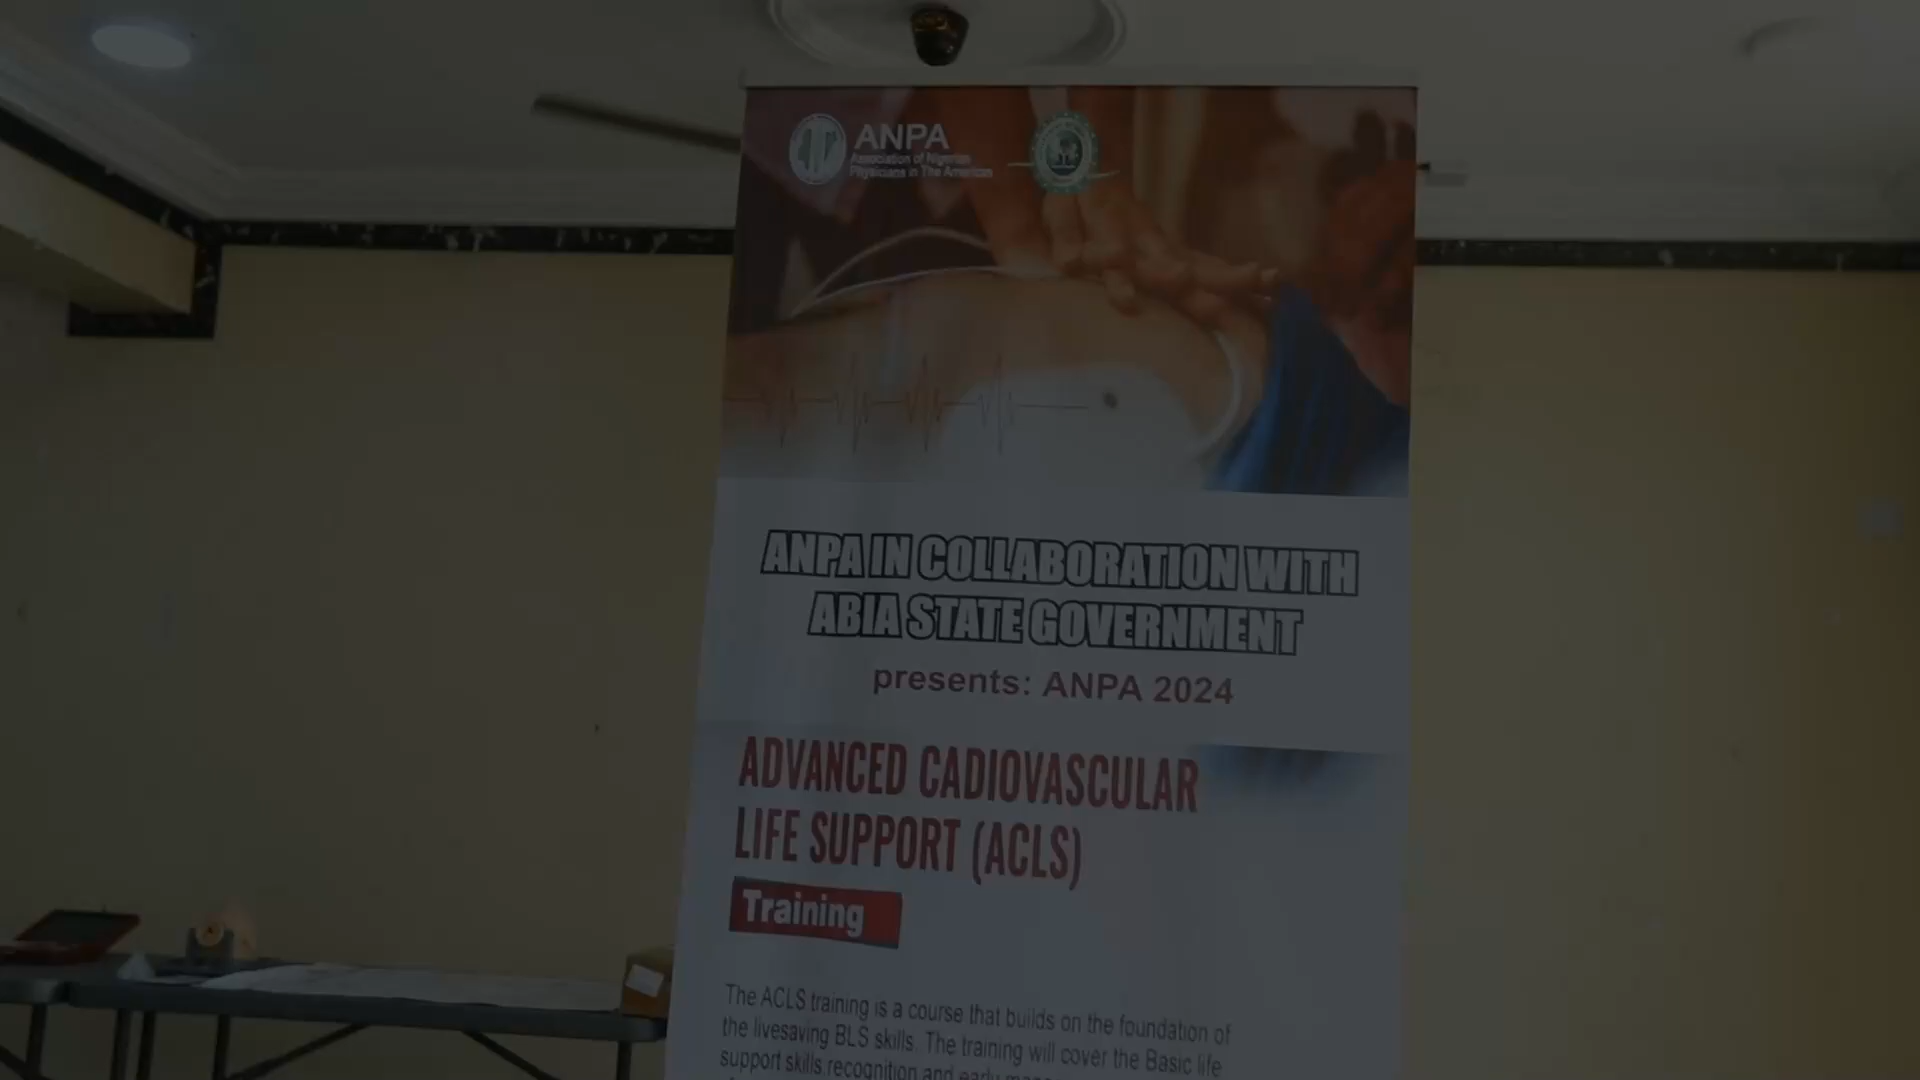 ANPA
Association of Nigerian
Physicians in The Americas
ANPA IN COLLABORATION WITH
ABIA STATE GOVERNMENT
presents: ANPA 2024
ADVANCED CADIOVASCULAR
LIFE SUPPORT (ACLS)
Training
The ACLS training is a course that builds on the foundation of
the livesaving BLS skills. The training will cover the Basic life
support skills, recognition and early